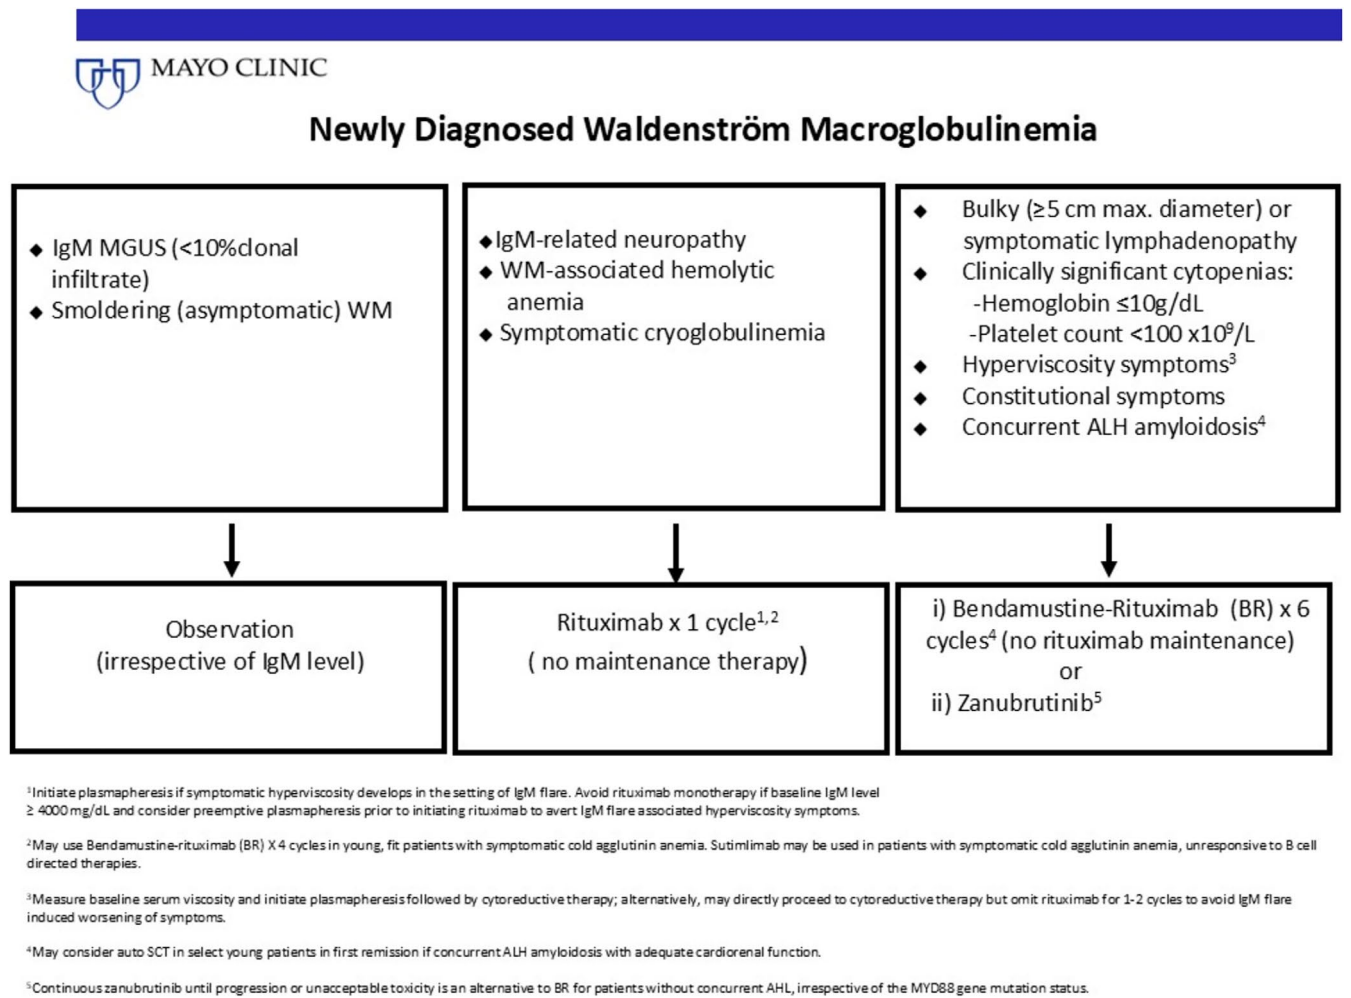 MAYO CLINIC
Newly Diagnosed Waldenström Macroglobulinemia
◆ IgM MGUS (<10%clonal
infiltrate)
◆ Smoldering (asymptomatic) WM
◆IgM-related neuropathy
◆ WM-associated hemolytic
anemia
◆ Symptomatic cryoglobulinemia
◆ Bulky (≥5 cm max. diameter) or
symptomatic lymphadenopathy
◆ Clinically significant cytopenias:
-Hemoglobin ≤10g/dL
-Platelet count <100 x10⁹/L
◆ Hyperviscosity symptoms³
◆ Constitutional symptoms
◆ Concurrent ALH amyloidosis⁴
Observation
(irrespective of IgM level)
Rituximab x 1 cycle¹,²
( no maintenance therapy)
i) Bendamustine-Rituximab (BR) x 6
cycles⁴ (no rituximab maintenance)
or
ii) Zanubrutinib⁵
¹Initiate plasmapheresis if symptomatic hyperviscosity develops in the setting of IgM flare. Avoid rituximab monotherapy if baseline IgM level
≥ 4000 mg/dL and consider preemptive plasmapheresis prior to initiating rituximab to avert IgM flare associated hyperviscosity symptoms.
²May use Bendamustine-rituximab (BR) X 4 cycles in young, fit patients with symptomatic cold agglutinin anemia. Sutimlimab may be used in patients with symptomatic cold agglutinin anemia, unresponsive to B cell
directed therapies.
³Measure baseline serum viscosity and initiate plasmapheresis followed by cytoreductive therapy; alternatively, may directly proceed to cytoreductive therapy but omit rituximab for 1-2 cycles to avoid IgM flare
induced worsening of symptoms.
⁴May consider auto SCT in select young patients in first remission if concurrent ALH amyloidosis with adequate cardiorenal function.
⁵Continuous zanubrutinib until progression or unacceptable toxicity is an alternative to BR for patients without concurrent AHL, irrespective of the MYD88 gene mutation status.